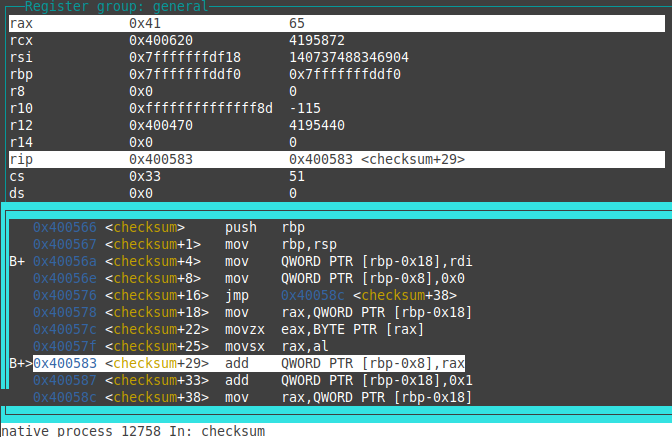 Register group: general
rax 0x41 65
rcx 0x400620 4195872
rsi 0x7fffffffdf18 140737488346904
rbp 0x7fffffffddf0 0x7fffffffddf0
r8 0x0 0
r10 0xffffffffffffff8d -115
r12 0x400470 4195440
r14 0x0 0
rip 0x400583 0x400583 <checksum+29>
cs 0x33 51
ds 0x0 0
0x400566 <checksum> push rbp
0x400567 <checksum+1> mov rbp,rsp
B+ 0x40056a <checksum+4> mov QWORD PTR [rbp-0x18],rdi
0x40056e <checksum+8> mov QWORD PTR [rbp-0x8],0x0
0x400576 <checksum+16> jmp 0x40058c <checksum+38>
0x400578 <checksum+18> mov rax,QWORD PTR [rbp-0x18]
0x40057c <checksum+22> movzx eax,BYTE PTR [rax]
0x40057f <checksum+25> movsx rax,al
B+>0x400583 <checksum+29> add QWORD PTR [rbp-0x8],rax
0x400587 <checksum+33> add QWORD PTR [rbp-0x18],0x1
0x40058c <checksum+38> mov rax,QWORD PTR [rbp-0x18]
native process 12758 In: checksum